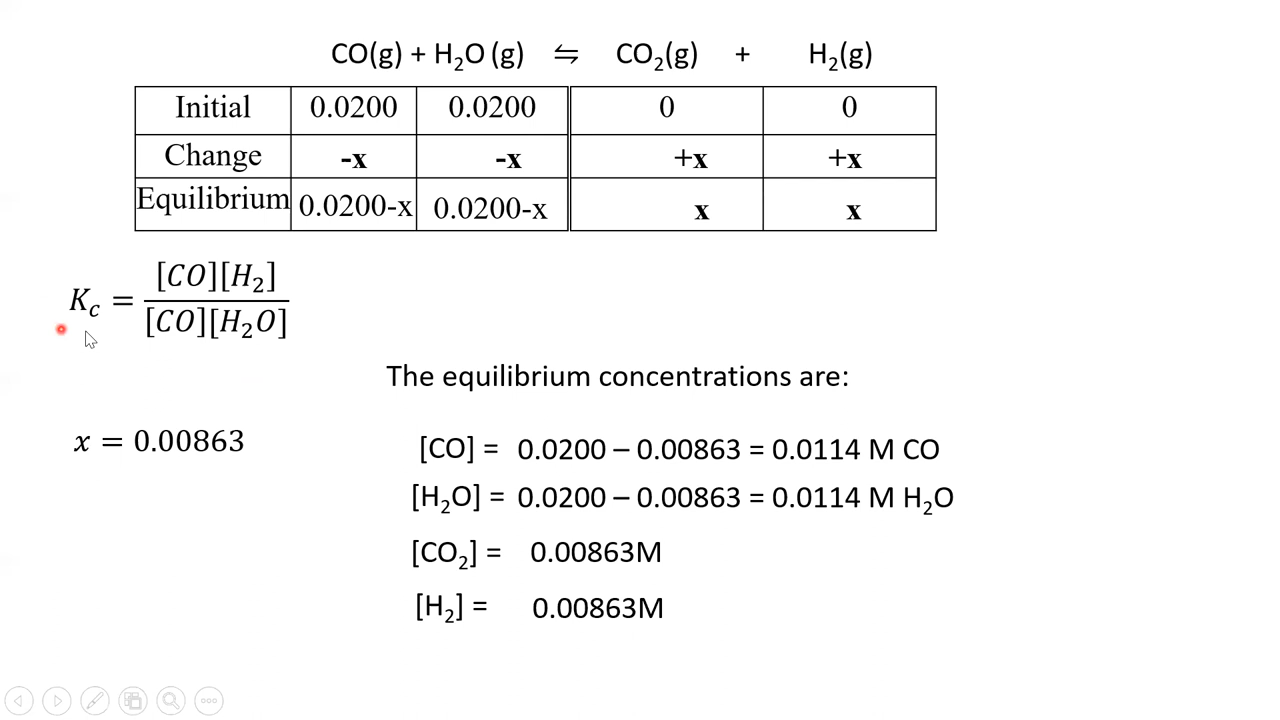 CO(g) + H₂O (g) ⇋ CO₂(g) + H₂(g)
Initial 0.0200 0.0200 0 0
Change -x -x +x +x
Equilibrium 0.0200-x 0.0200-x x x
K_c = [CO][H₂] / [CO][H₂O]
The equilibrium concentrations are:
x = 0.00863
[CO] = 0.0200 – 0.00863 = 0.0114 M CO
[H₂O] = 0.0200 – 0.00863 = 0.0114 M H₂O
[CO₂] = 0.00863M
[H₂] = 0.00863M